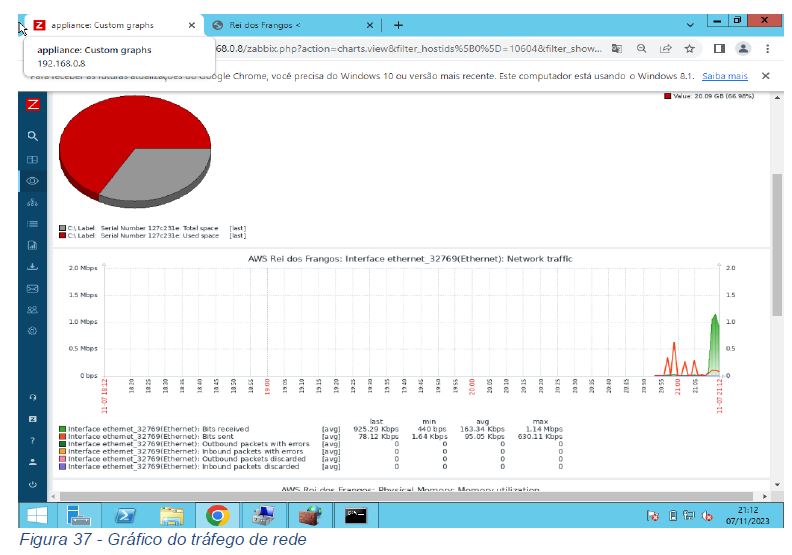 appliance: Custom graphs
Rei dos Frangos <
appliance: Custom graphs
192.168.0.8
68.0.8/zabbix.php?action=charts.view&filter_hostids%5B0%5D=10604&filter_show...
Para receber as futuras atualizações do Google Chrome, você precisa do Windows 10 ou versão mais recente. Este computador está usando o Windows 8.1. Saiba mais
Z
Value: 20.09 GB (66.98%)
C:\ Label: Serial Number 127c231e: Total space [last]
C:\ Label: Serial Number 127c231e: Used space [last]
AWS Rei dos Frangos: Interface ethernet_32769(Ethernet): Network traffic
2.0 Mbps 2.0
1.5 Mbps 1.5
1.0 Mbps 1.0
0.5 Mbps 0.5
0 bps 0
11-07 18:12 18:20 18:25 18:30 18:35 18:40 18:45 18:50 18:55 19:00 19:05 19:10 19:15 19:20 19:25 19:30 19:35 19:40 19:45 19:50 19:55 20:00 20:05 20:10 20:15 20:20 20:25 20:30 20:35 20:40 20:45 20:50 20:55 21:00 21:05 11-07 21:12
last min avg max
Interface ethernet_32769(Ethernet): Bits received [avg] 925.29 Kbps 440 bps 163.34 Kbps 1.14 Mbps
Interface ethernet_32769(Ethernet): Bits sent [avg] 78.12 Kbps 1.64 Kbps 95.05 Kbps 630.11 Kbps
Interface ethernet_32769(Ethernet): Outbound packets with errors [avg] 0 0 0 0
Interface ethernet_32769(Ethernet): Inbound packets with errors [avg] 0 0 0 0
Interface ethernet_32769(Ethernet): Outbound packets discarded [avg] 0 0 0 0
Interface ethernet_32769(Ethernet): Inbound packets discarded [avg] 0 0 0 0
AWS Rei dos Frangos: Physical Memory: Memory utilization
21:12
07/11/2023
Figura 37 - Gráfico do tráfego de rede